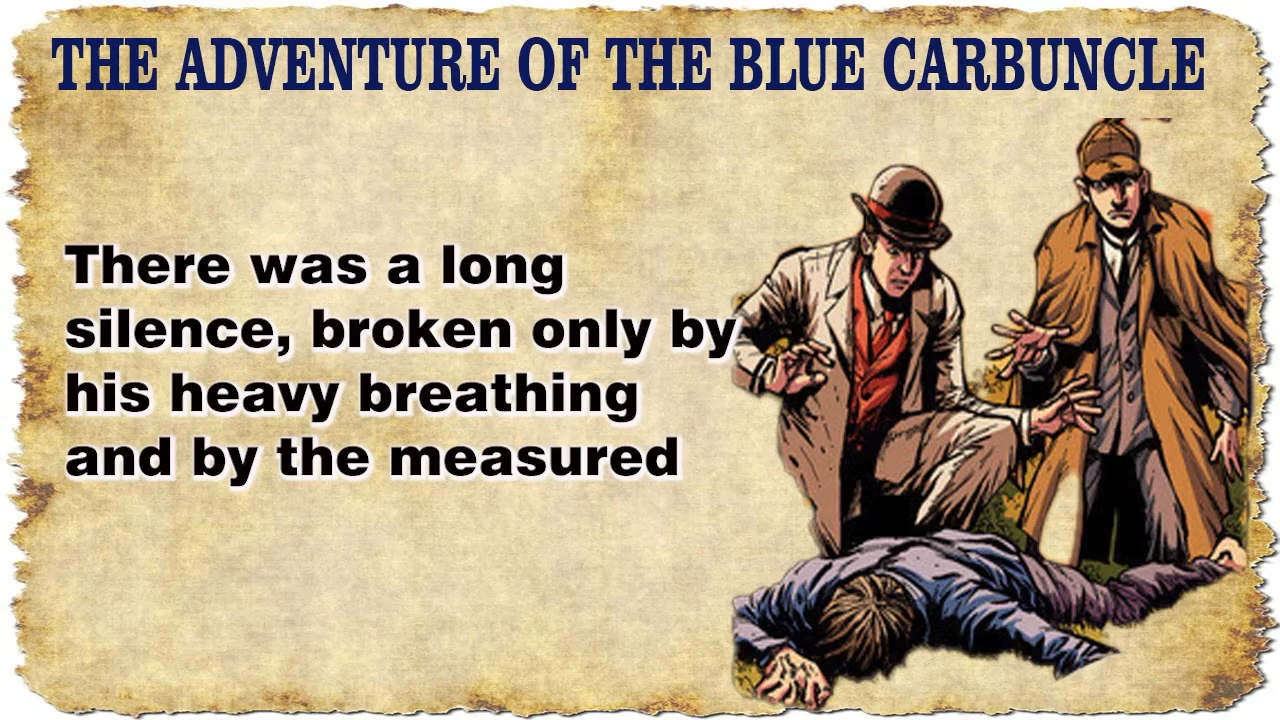 THE ADVENTURE OF THE BLUE CARBUNCLE
There was a long
silence, broken only by
his heavy breathing
and by the measured